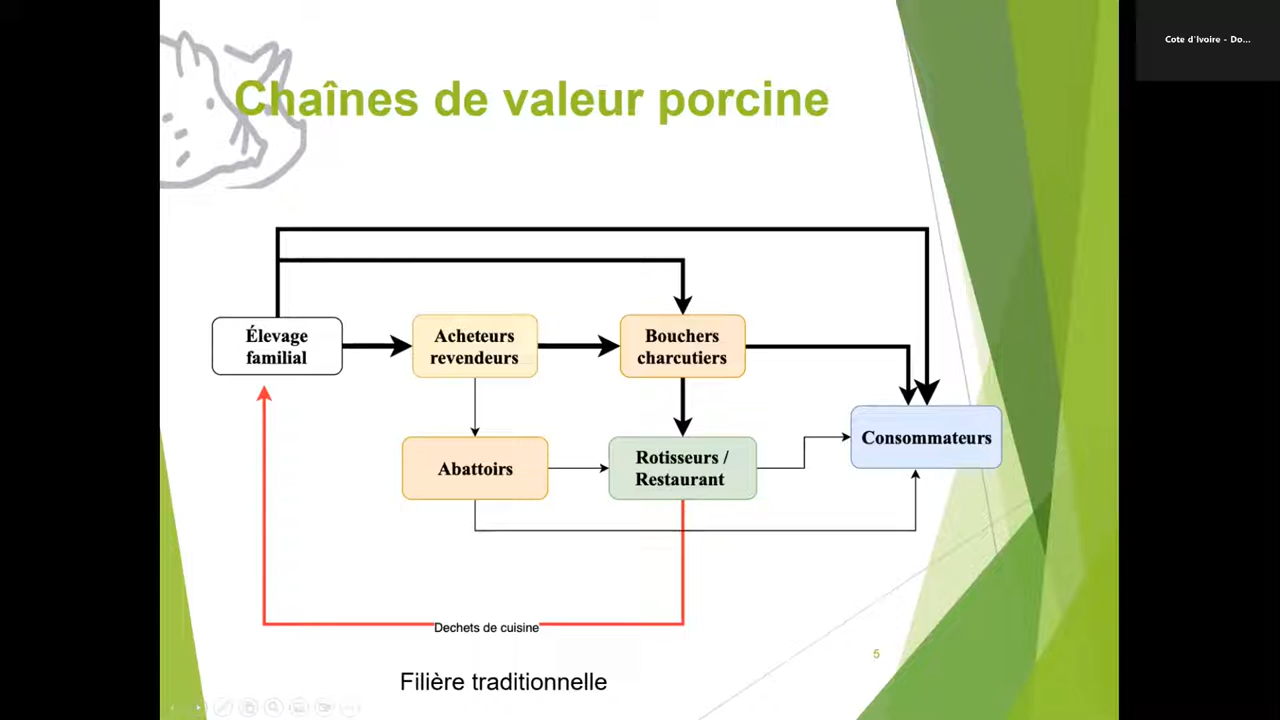 Cote d'Ivoire - Do...
Chaînes de valeur porcine
Élevage
familial
Acheteurs
revendeurs
Bouchers
charcutiers
Consommateurs
Abattoirs
Rotisseurs /
Restaurant
Dechets de cuisine
5
Filière traditionnelle